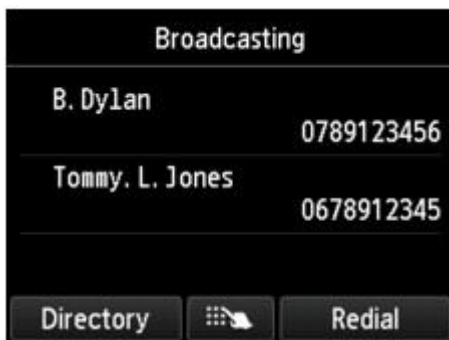 Broadcasting
B. Dylan
0789123456
Tommy. L. Jones
0678912345
Directory
Redial